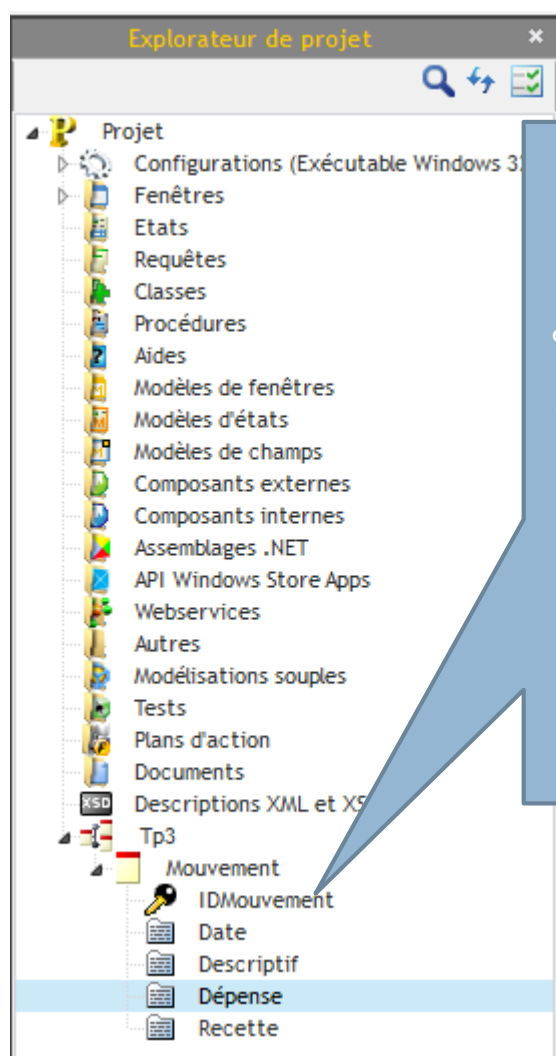 Explorateur de projet
Projet
Configurations (Exécutable Windows 3
Fenêtres
Etats
Requêtes
Classes
Procédures
Aides
Modèles de fenêtres
Modèles d'états
Modèles de champs
Composants externes
Composants internes
Assemblages .NET
API Windows Store Apps
Webservices
Autres
Modélisations souples
Tests
Plans d'action
Documents
XSD Descriptions XML et XS
Tp3
Mouvement
IDMouvement
Date
Descriptif
Dépense
Recette